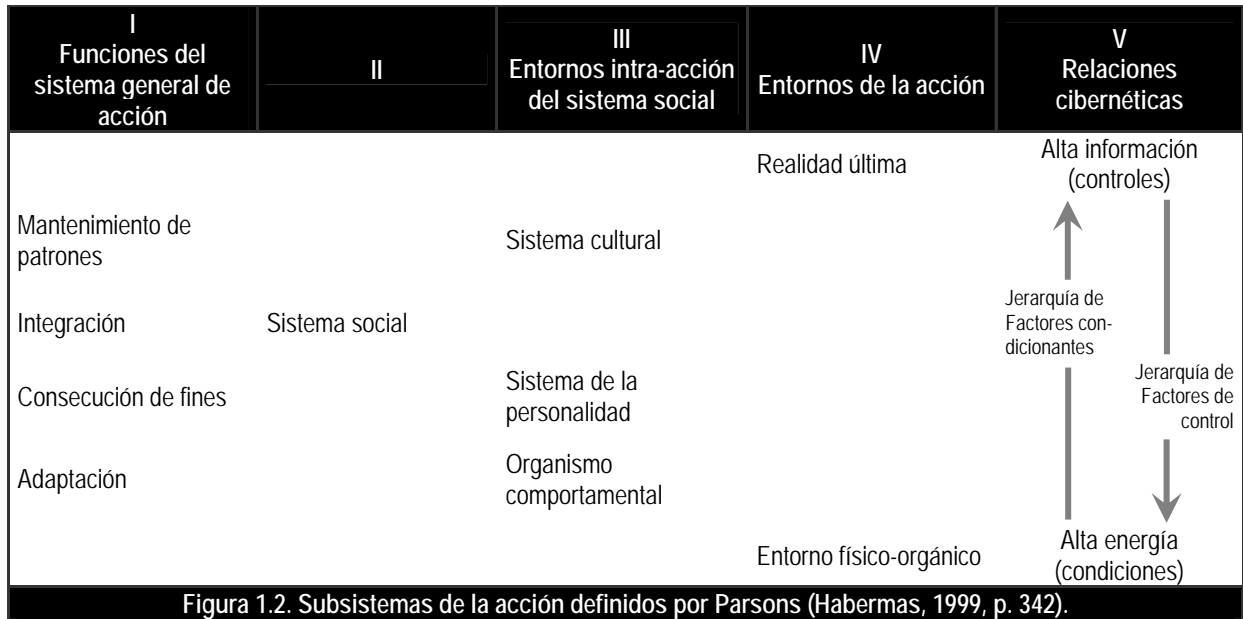 I
Funciones del
sistema general de
acción
II
III
Entornos intra-acción
del sistema social
IV
Entornos de la acción
V
Relaciones
cibernéticas
Realidad última
Alta información
(controles)
Mantenimiento de
patrones
Sistema cultural
Integración
Sistema social
Jerarquía de
Factores con-
dicionantes
Consecución de fines
Sistema de la
personalidad
Jerarquía de
Factores de
control
Adaptación
Organismo
comportamental
Entorno físico-orgánico
Alta energía
(condiciones)
Figura 1.2. Subsistemas de la acción definidos por Parsons (Habermas, 1999, p. 342).